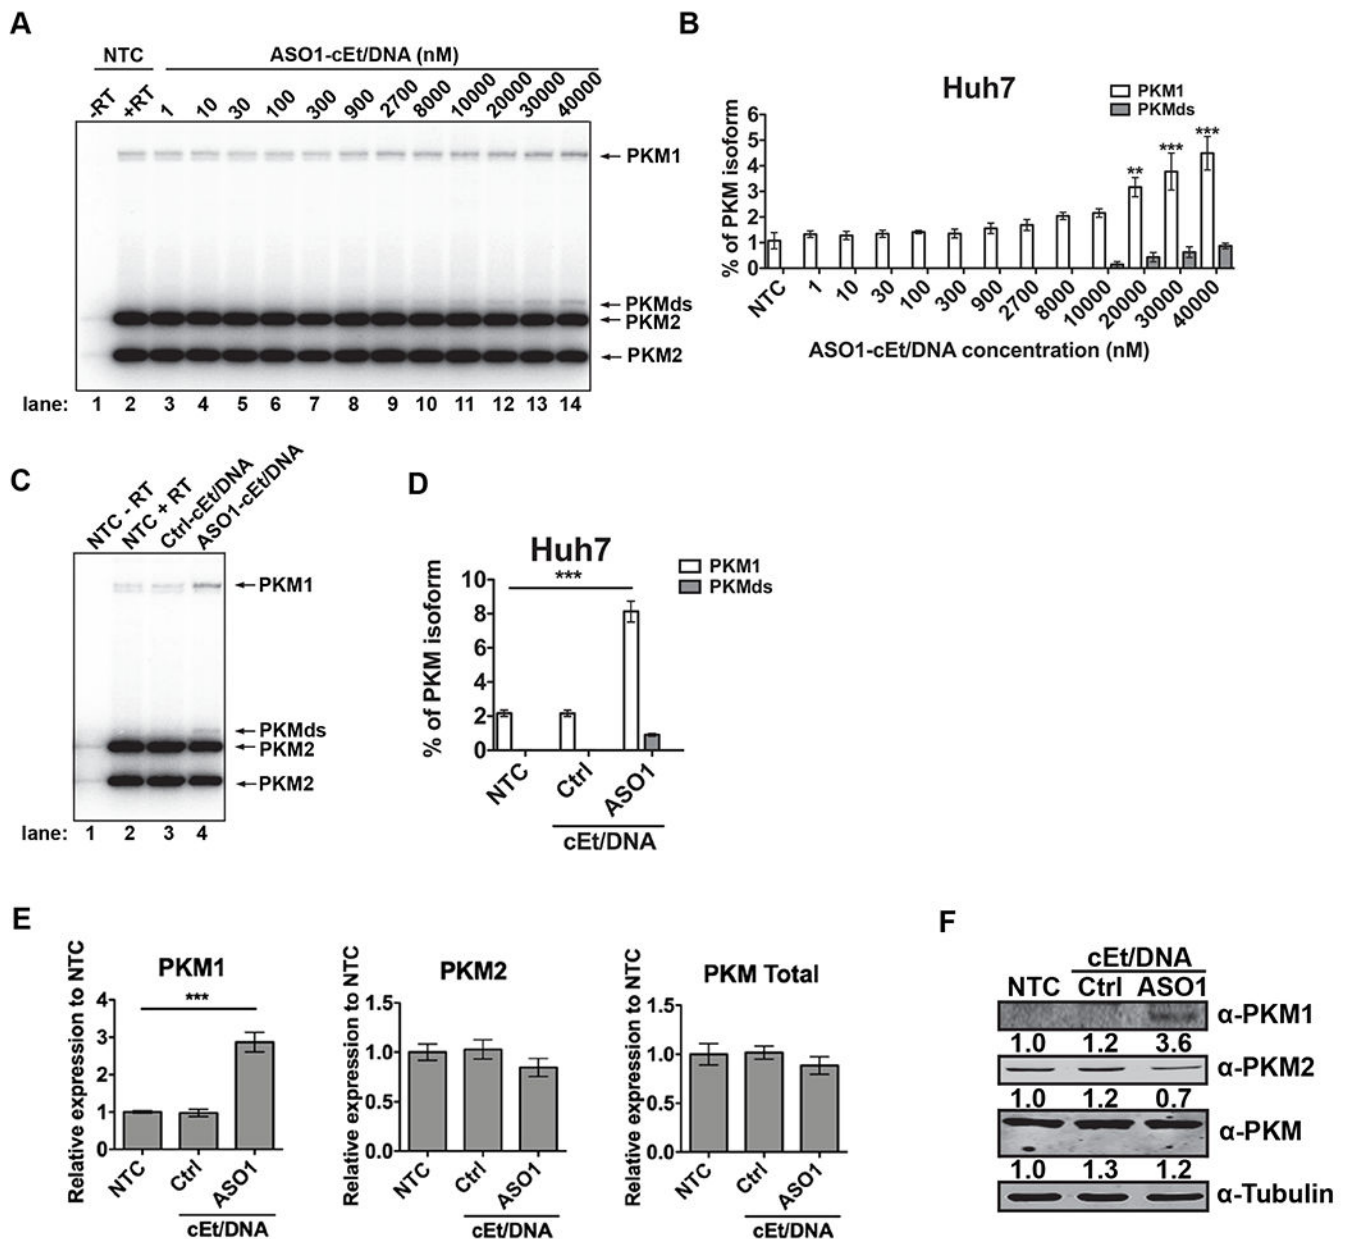 A
NTC
ASO1-cEt/DNA (nM)
-RT +RT 1 10 30 100 300 900 2700 8000 10000 20000 30000 40000
PKM1
PKMds
PKM2
PKM2
lane: 1 2 3 4 5 6 7 8 9 10 11 12 13 14
B
Huh7
PKM1
PKMds
% of PKM isoform
6
5
4
3
2
1
0
** *** ***
NTC 1 10 30 100 300 900 2700 8000 10000 20000 30000 40000
ASO1-cEt/DNA concentration (nM)
C
NTC - RT
NTC + RT
Ctrl-cEt/DNA
ASO1-cEt/DNA
PKM1
PKMds
PKM2
PKM2
lane: 1 2 3 4
D
Huh7
PKM1
PKMds
***
% of PKM isoform
10
8
6
4
2
0
NTC Ctrl ASO1
cEt/DNA
E
PKM1
Relative expression to NTC
***
4
3
2
1
0
NTC Ctrl ASO1
cEt/DNA
PKM2
Relative expression to NTC
1.5
1.0
0.5
0.0
NTC Ctrl ASO1
cEt/DNA
PKM Total
Relative expression to NTC
1.5
1.0
0.5
0.0
NTC Ctrl ASO1
cEt/DNA
F
cEt/DNA
NTC Ctrl ASO1
α-PKM1
1.0 1.2 3.6
α-PKM2
1.0 1.2 0.7
α-PKM
1.0 1.3 1.2
α-Tubulin